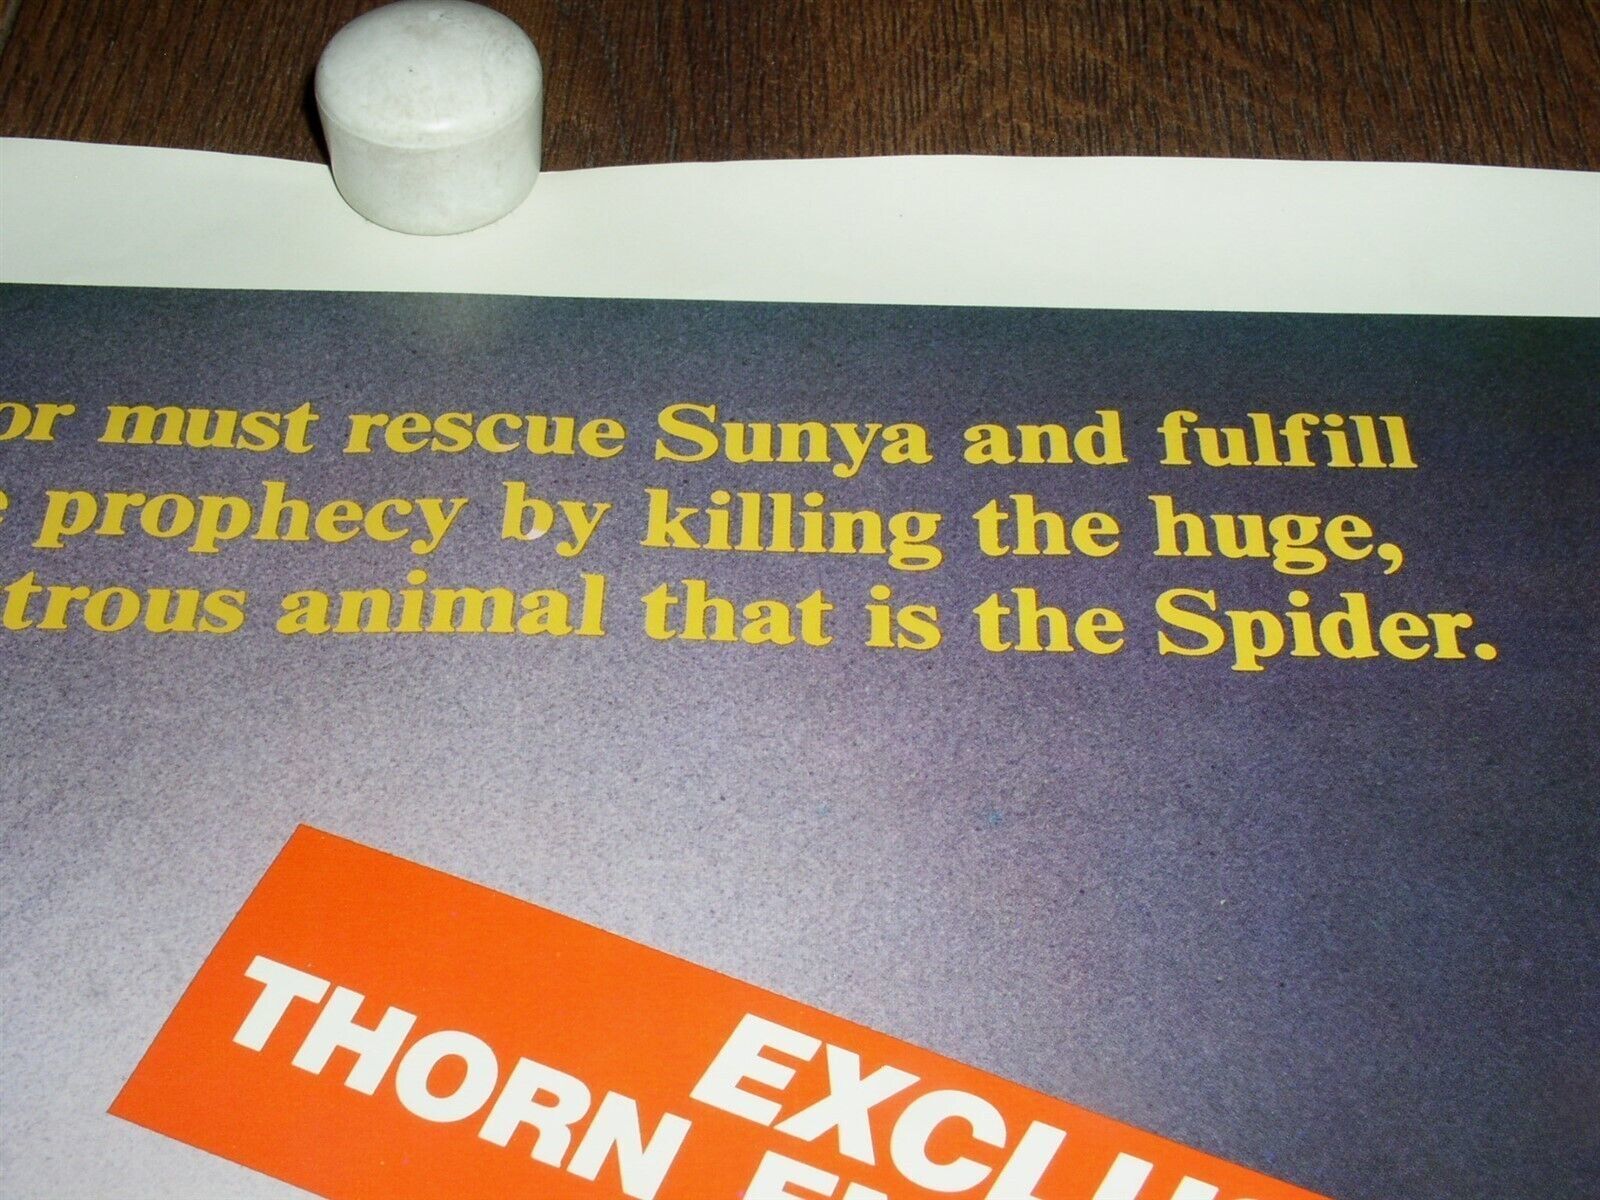 or must rescue Sunya and fulfill
prophecy by killing the huge,
trous animal that is the Spider.
EXCLU
THORN EN